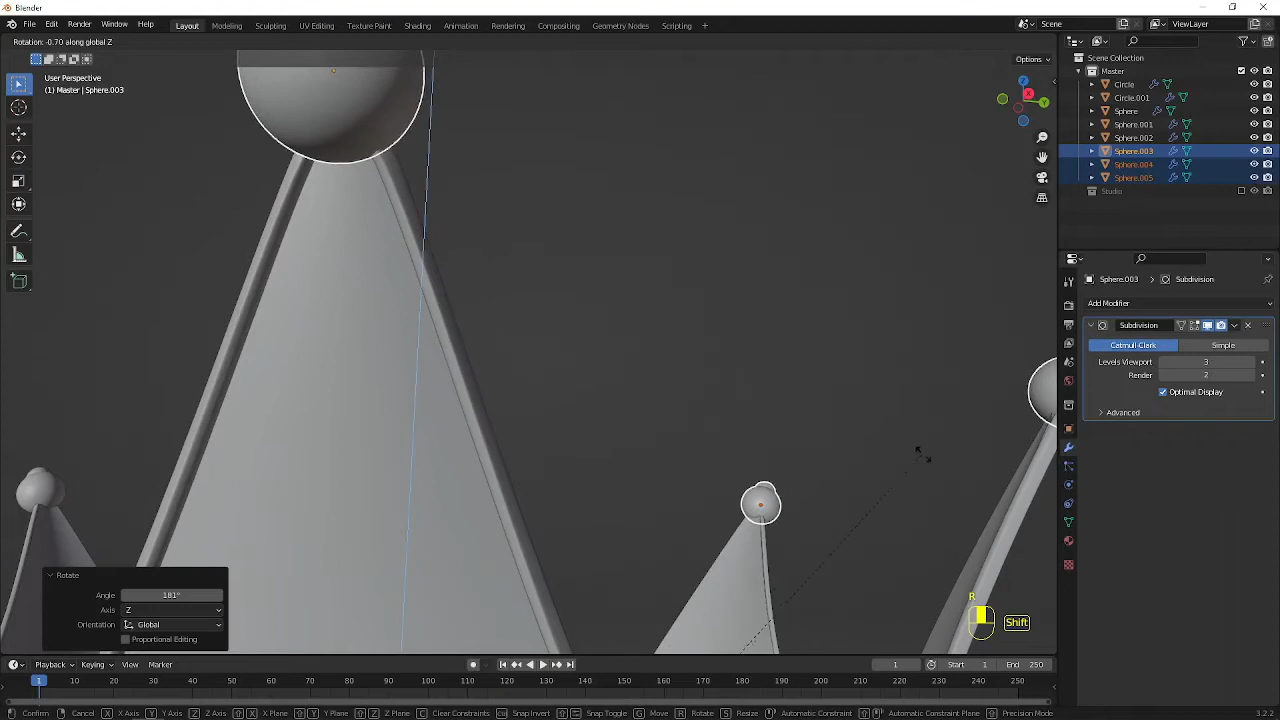 Blender
File Edit Render Window Help Layout Modeling Sculpting UV Editing Texture Paint Shading Animation Rendering Compositing Geometry Nodes Scripting + Scene ViewLayer
Rotation: -0.70 along global Z
Options
User Perspective
(1) Master | Sphere.003
Z
X
Y
Scene Collection
Master
Circle
Circle.001
Sphere
Sphere.001
Sphere.002
Sphere.003
Sphere.004
Sphere.005
Studio
Sphere.003 > Subdivision
Add Modifier
Subdivision
Catmull-Clark Simple
Levels Viewport 3
Render 2
Optimal Display
Advanced
Rotate
Angle 181°
Axis Z
Orientation Global
Proportional Editing
R
Shift
Playback Keying View Marker 1 Start 1 End 250
1 10 20 30 40 50 60 70 80 90 100 110 120 130 140 150 160 170 180 190 200 210 220 230 240 250
Confirm Cancel X X Axis Y Y Axis Z Z Axis X X Plane Y Y Plane Z Z Plane C Clear Constraints Snap Invert Snap Toggle G Move R Rotate S Resize Automatic Constraint Automatic Constraint Plane Precision Mode 3.2.2